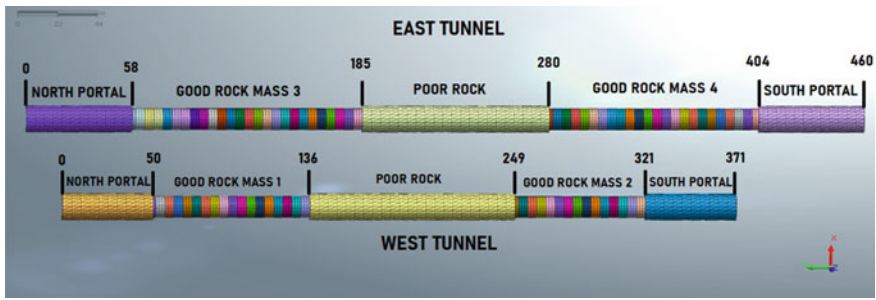 EAST TUNNEL
0 58 185 280 404 460
NORTH PORTAL GOOD ROCK MASS 3 POOR ROCK GOOD ROCK MASS 4 SOUTH PORTAL
0 50 136 249 321 371
NORTH PORTAL GOOD ROCK MASS 1 POOR ROCK GOOD ROCK MASS 2 SOUTH PORTAL
WEST TUNNEL
X